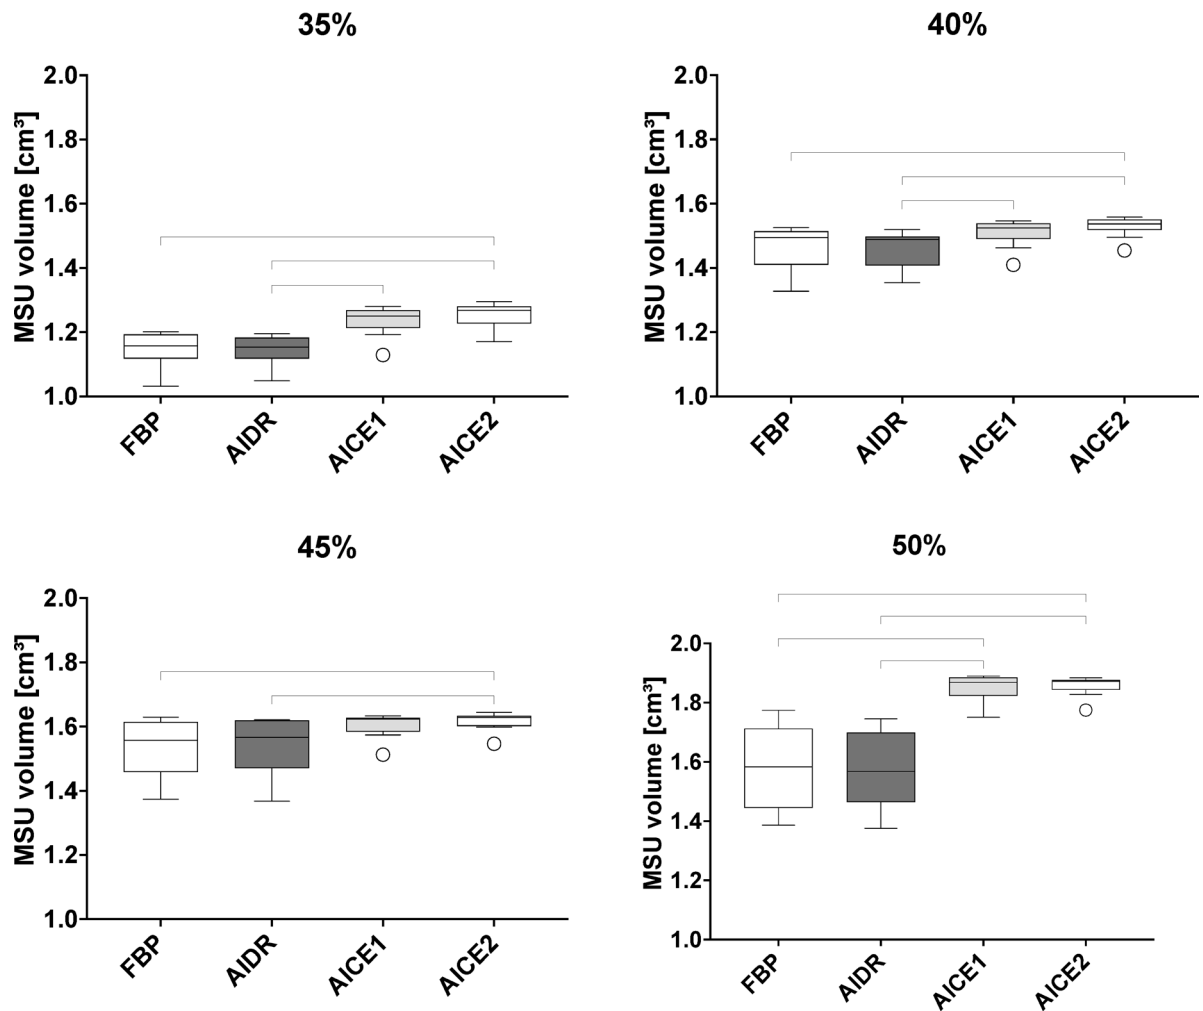 35%
MSU volume [cm³]
2.0
1.8
1.6
1.4
1.2
1.0
FBP
AIDR
AICE1
AICE2
40%
MSU volume [cm³]
2.0
1.8
1.6
1.4
1.2
1.0
FBP
AIDR
AICE1
AICE2
45%
MSU volume [cm³]
2.0
1.8
1.6
1.4
1.2
1.0
FBP
AIDR
AICE1
AICE2
50%
MSU volume [cm³]
2.0
1.8
1.6
1.4
1.2
1.0
FBP
AIDR
AICE1
AICE2